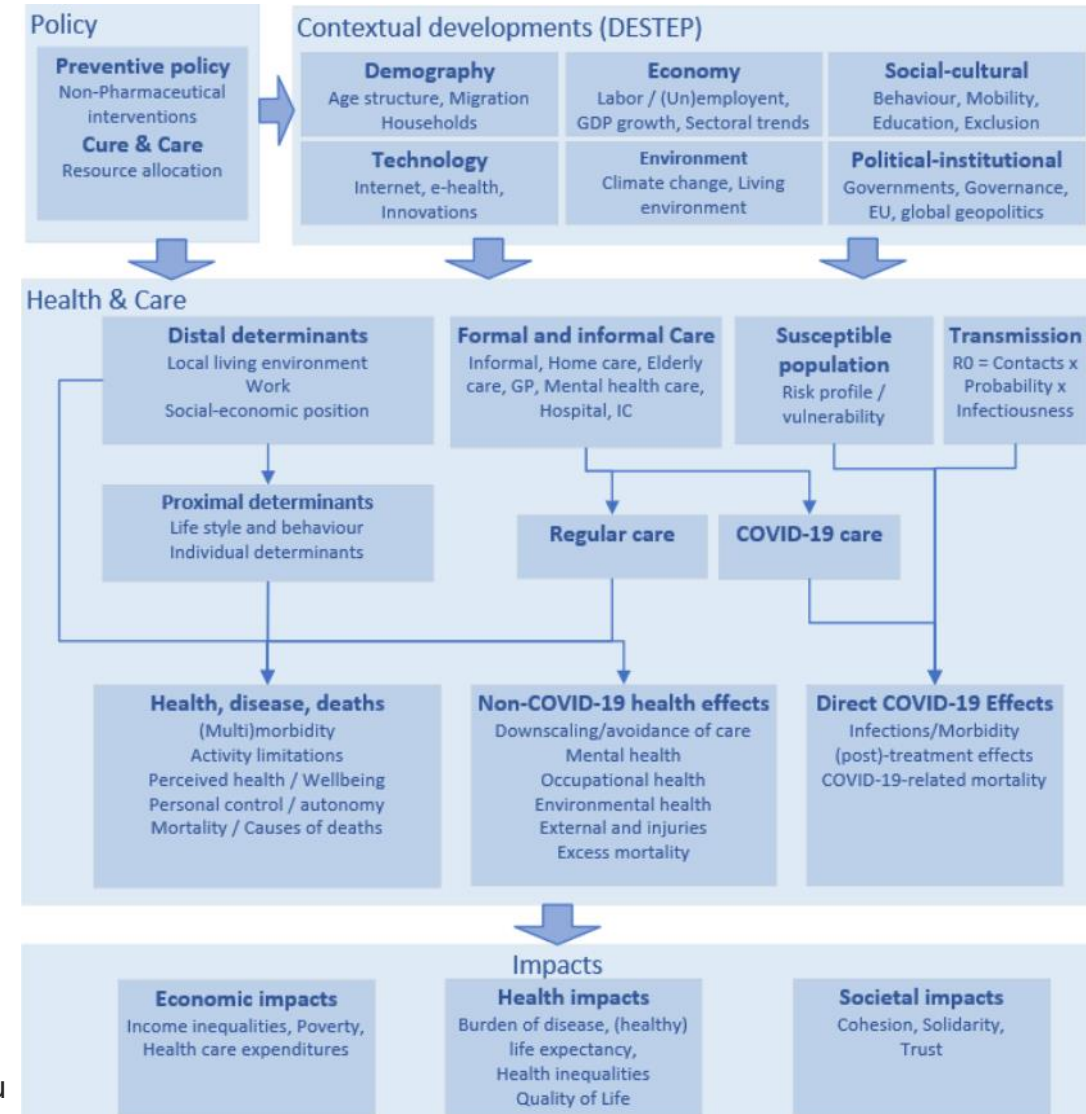 Policy
Preventive policy
Non-Pharmaceutical
interventions
Cure & Care
Resource allocation
Contextual developments (DESTEP)
Demography
Age structure, Migration
Households
Economy
Labor / (Un)employent,
GDP growth, Sectoral trends
Social-cultural
Behaviour, Mobility,
Education, Exclusion
Technology
Internet, e-health,
Innovations
Environment
Climate change, Living
environment
Political-institutional
Governments, Governance,
EU, global geopolitics
Health & Care
Distal determinants
Local living environment
Work
Social-economic position
Formal and informal Care
Informal, Home care, Elderly
care, GP, Mental health care,
Hospital, IC
Susceptible
population
Risk profile /
vulnerability
Transmission
R0 = Contacts x
Probability x
Infectiousness
Proximal determinants
Life style and behaviour
Individual determinants
Regular care
COVID-19 care
Health, disease, deaths
(Multi)morbidity
Activity limitations
Perceived health / Wellbeing
Personal control / autonomy
Mortality / Causes of deaths
Non-COVID-19 health effects
Downscaling/avoidance of care
Mental health
Occupational health
Environmental health
External and injuries
Excess mortality
Direct COVID-19 Effects
Infections/Morbidity
(post)-treatment effects
COVID-19-related mortality
Impacts
Economic impacts
Income inequalities, Poverty,
Health care expenditures
Health impacts
Burden of disease, (healthy)
life expectancy,
Health inequalities
Quality of Life
Societal impacts
Cohesion, Solidarity,
Trust